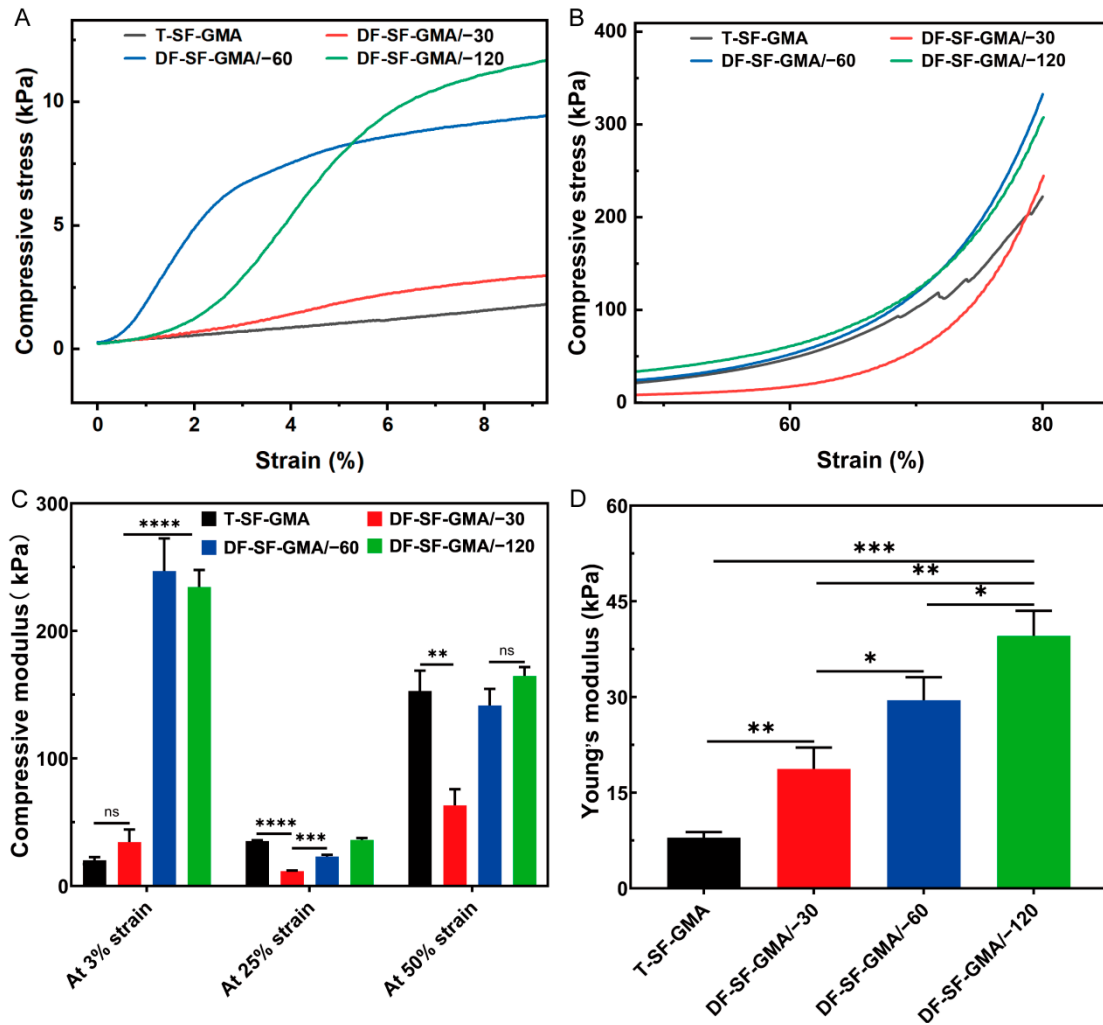 A
T-SF-GMA DF-SF-GMA/−30
DF-SF-GMA/−60 DF-SF-GMA/−120
Compressive stress (kPa)
10
5
0
0 2 4 6 8
Strain (%)
B
T-SF-GMA DF-SF-GMA/−30
DF-SF-GMA/−60 DF-SF-GMA/−120
Compressive stress (kPa)
400
300
200
100
0
60 80
Strain (%)
C
T-SF-GMA DF-SF-GMA/−30
DF-SF-GMA/−60 DF-SF-GMA/−120
Compressive modulus( kPa)
300
200
100
0
ns
****
****
***
**
ns
At 3% strain
At 25% strain
At 50% strain
D
Young's modulus (kPa)
60
45
30
15
0
***
**
*
*
**
T-SF-GMA
DF-SF-GMA/−30
DF-SF-GMA/−60
DF-SF-GMA/−120